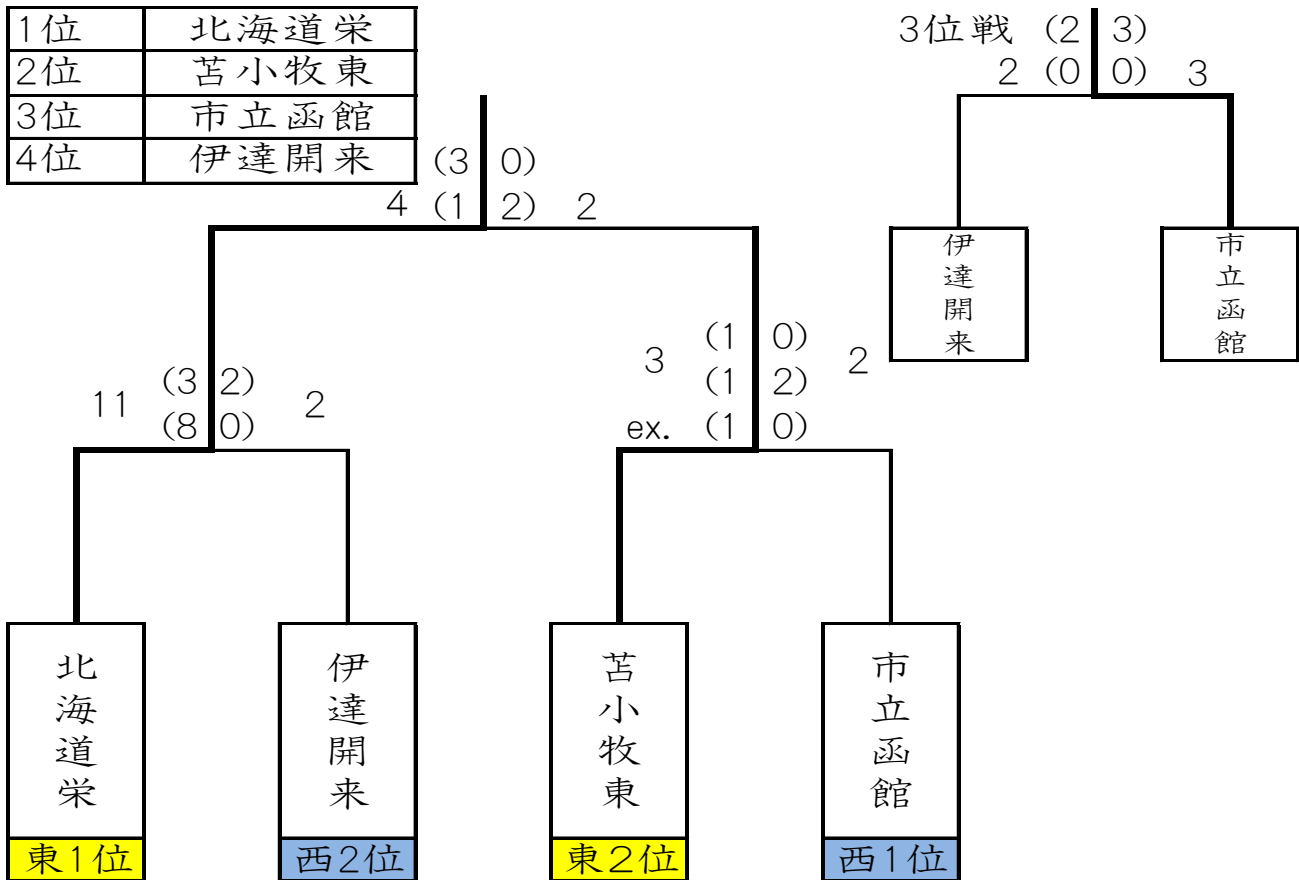 1位 北海道栄
2位 苫小牧東
3位 市立函館
4位 伊達開来
3位戦 (2 3)
2 (0 0) 3
伊達開来
市立函館
(3 0)
4 (1 2) 2
(3 2)
11 2
(8 0)
(1 0)
3 (1 2) 2
ex. (1 0)
北海道栄
東1位
伊達開来
西2位
苫小牧東
東2位
市立函館
西1位